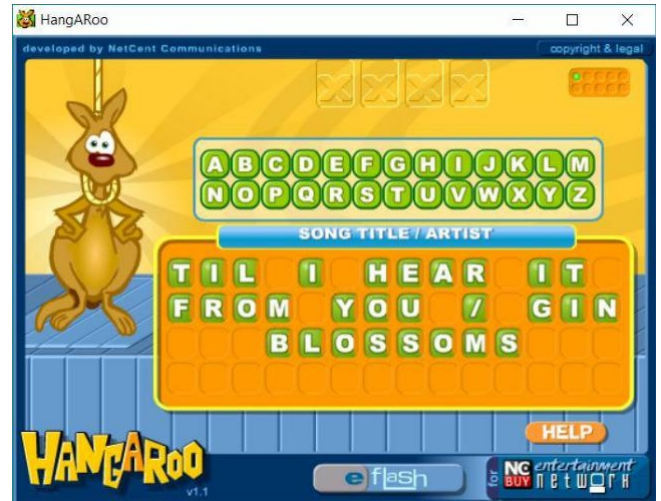 HangARoo
developed by NetCent Communications
copyright & legal
X X X X
A B C D E F G H I J K L M
N O P Q R S T U V W X Y Z
SONG TITLE / ARTIST
TIL I HEAR IT
FROM YOU / GIN
BLOSSOMS
HELP
HANGAROO
v1.1
e flash
for
NC BUY
entertainment
network